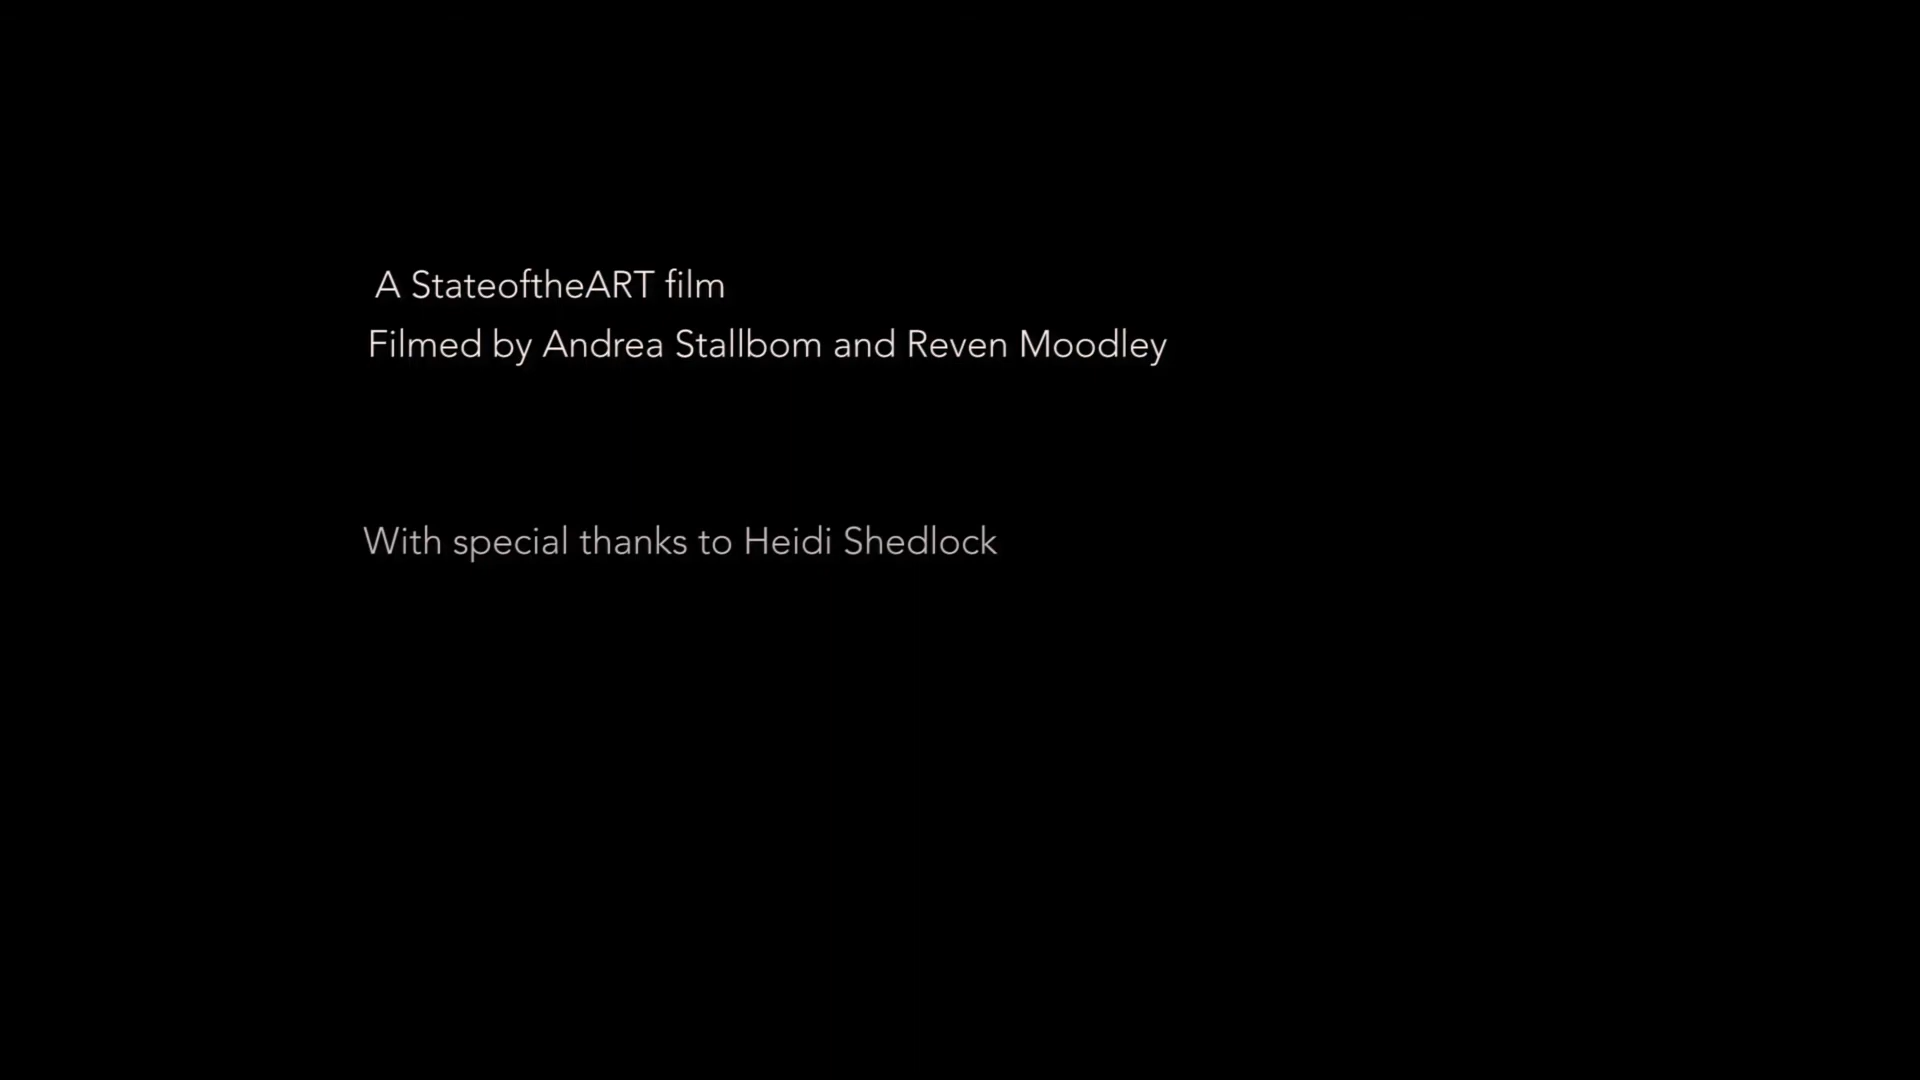 A StateoftheART film
Filmed by Andrea Stallbom and Reven Moodley
With special thanks to Heidi Shedlock